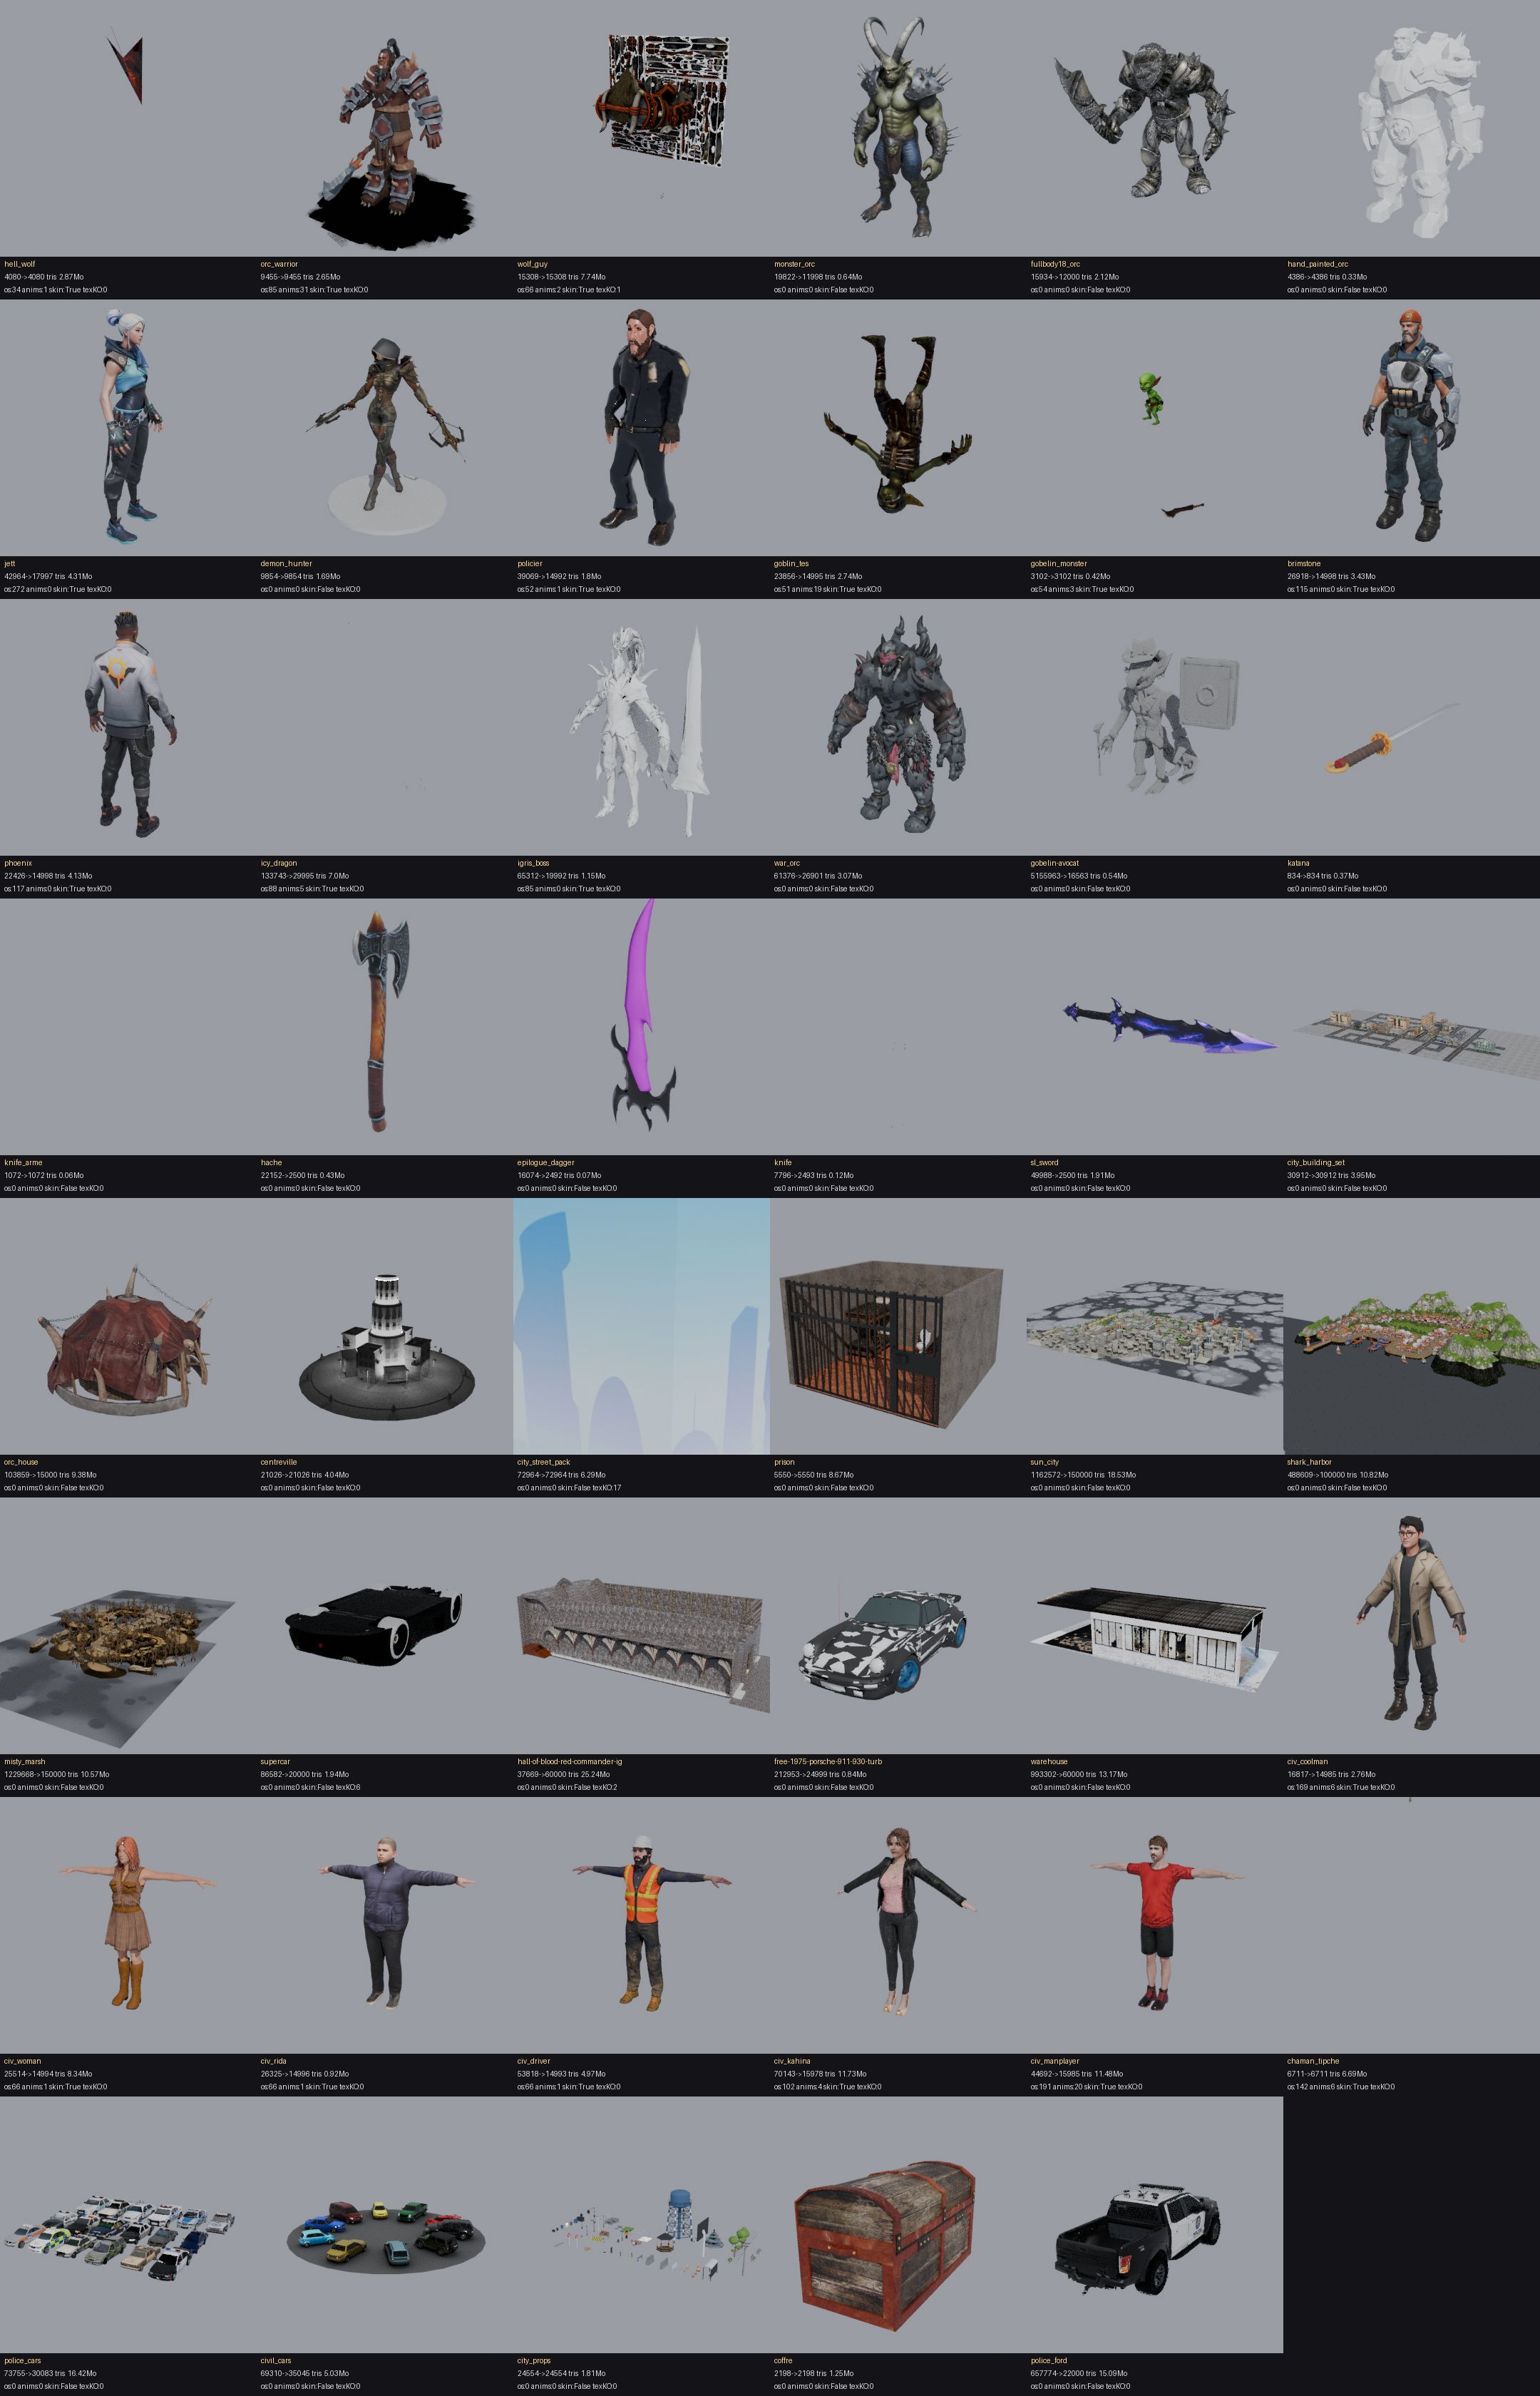 hell_wolf
4080->4080 tris 2.87Mo
os:34 anims:1 skin:True texKO:0
orc_warrior
9455->9455 tris 2.65Mo
os:85 anims:31 skin:True texKO:0
wolf_guy
15308->15308 tris 7.74Mo
os:66 anims:2 skin:True texKO:1
monster_orc
19822->11998 tris 0.64Mo
os:0 anims:0 skin:False texKO:0
fullbody18_orc
15934->12000 tris 2.12Mo
os:0 anims:0 skin:False texKO:0
hand_painted_orc
4386->4386 tris 0.33Mo
os:0 anims:0 skin:False texKO:0
jett
42964->17997 tris 4.31Mo
os:272 anims:0 skin:True texKO:0
demon_hunter
9854->9854 tris 1.69Mo
os:0 anims:0 skin:False texKO:0
policier
39069->14992 tris 1.8Mo
os:52 anims:1 skin:True texKO:0
goblin_tes
23856->14995 tris 2.74Mo
os:51 anims:19 skin:True texKO:0
gobelin_monster
3102->3102 tris 0.42Mo
os:54 anims:3 skin:True texKO:0
brimstone
26918->14998 tris 3.43Mo
os:115 anims:0 skin:True texKO:0
phoenix
22426->14998 tris 4.13Mo
os:117 anims:0 skin:True texKO:0
icy_dragon
133743->29995 tris 7.0Mo
os:88 anims:5 skin:True texKO:0
igris_boss
65312->19992 tris 1.15Mo
os:85 anims:0 skin:True texKO:0
war_orc
61376->26901 tris 3.07Mo
os:0 anims:0 skin:False texKO:0
gobelin-avocat
5155963->16563 tris 0.54Mo
os:0 anims:0 skin:False texKO:0
katana
834->834 tris 0.37Mo
os:0 anims:0 skin:False texKO:0
knife_arme
1072->1072 tris 0.06Mo
os:0 anims:0 skin:False texKO:0
hache
22152->2500 tris 0.43Mo
os:0 anims:0 skin:False texKO:0
epilogue_dagger
16074->2492 tris 0.07Mo
os:0 anims:0 skin:False texKO:0
knife
7796->2493 tris 0.12Mo
os:0 anims:0 skin:False texKO:0
sl_sword
49988->2500 tris 1.91Mo
os:0 anims:0 skin:False texKO:0
city_building_set
30912->30912 tris 3.95Mo
os:0 anims:0 skin:False texKO:0
orc_house
103859->15000 tris 9.38Mo
os:0 anims:0 skin:False texKO:0
centreville
21026->21026 tris 4.04Mo
os:0 anims:0 skin:False texKO:0
city_street_pack
72964->72964 tris 6.29Mo
os:0 anims:0 skin:False texKO:17
prison
5550->5550 tris 8.67Mo
os:0 anims:0 skin:False texKO:0
sun_city
1162572->150000 tris 18.53Mo
os:0 anims:0 skin:False texKO:0
shark_harbor
488609->100000 tris 10.82Mo
os:0 anims:0 skin:False texKO:0
misty_marsh
1229668->150000 tris 10.57Mo
os:0 anims:0 skin:False texKO:0
supercar
86582->20000 tris 1.94Mo
os:0 anims:0 skin:False texKO:6
hall-of-blood-red-commander-ig
37669->60000 tris 25.24Mo
os:0 anims:0 skin:False texKO:2
free-1975-porsche-911-930-turb
212953->24999 tris 0.84Mo
os:0 anims:0 skin:False texKO:0
warehouse
993302->60000 tris 13.17Mo
os:0 anims:0 skin:False texKO:0
civ_coolman
16817->14985 tris 2.76Mo
os:169 anims:6 skin:True texKO:0
civ_woman
25514->14994 tris 8.34Mo
os:66 anims:1 skin:True texKO:0
civ_rida
26325->14996 tris 0.92Mo
os:66 anims:1 skin:True texKO:0
civ_driver
53818->14993 tris 4.97Mo
os:66 anims:1 skin:True texKO:0
civ_kahina
70143->15978 tris 11.73Mo
os:102 anims:4 skin:True texKO:0
civ_manplayer
44692->15985 tris 11.48Mo
os:191 anims:20 skin:True texKO:0
chaman_tipche
6711->6711 tris 6.69Mo
os:142 anims:6 skin:True texKO:0
police_cars
73755->30083 tris 16.42Mo
os:0 anims:0 skin:False texKO:0
civil_cars
69310->35045 tris 5.03Mo
os:0 anims:0 skin:False texKO:0
city_props
24554->24554 tris 1.81Mo
os:0 anims:0 skin:False texKO:0
coffre
2198->2198 tris 1.25Mo
os:0 anims:0 skin:False texKO:0
police_ford
657774->22000 tris 15.09Mo
os:0 anims:0 skin:False texKO:0